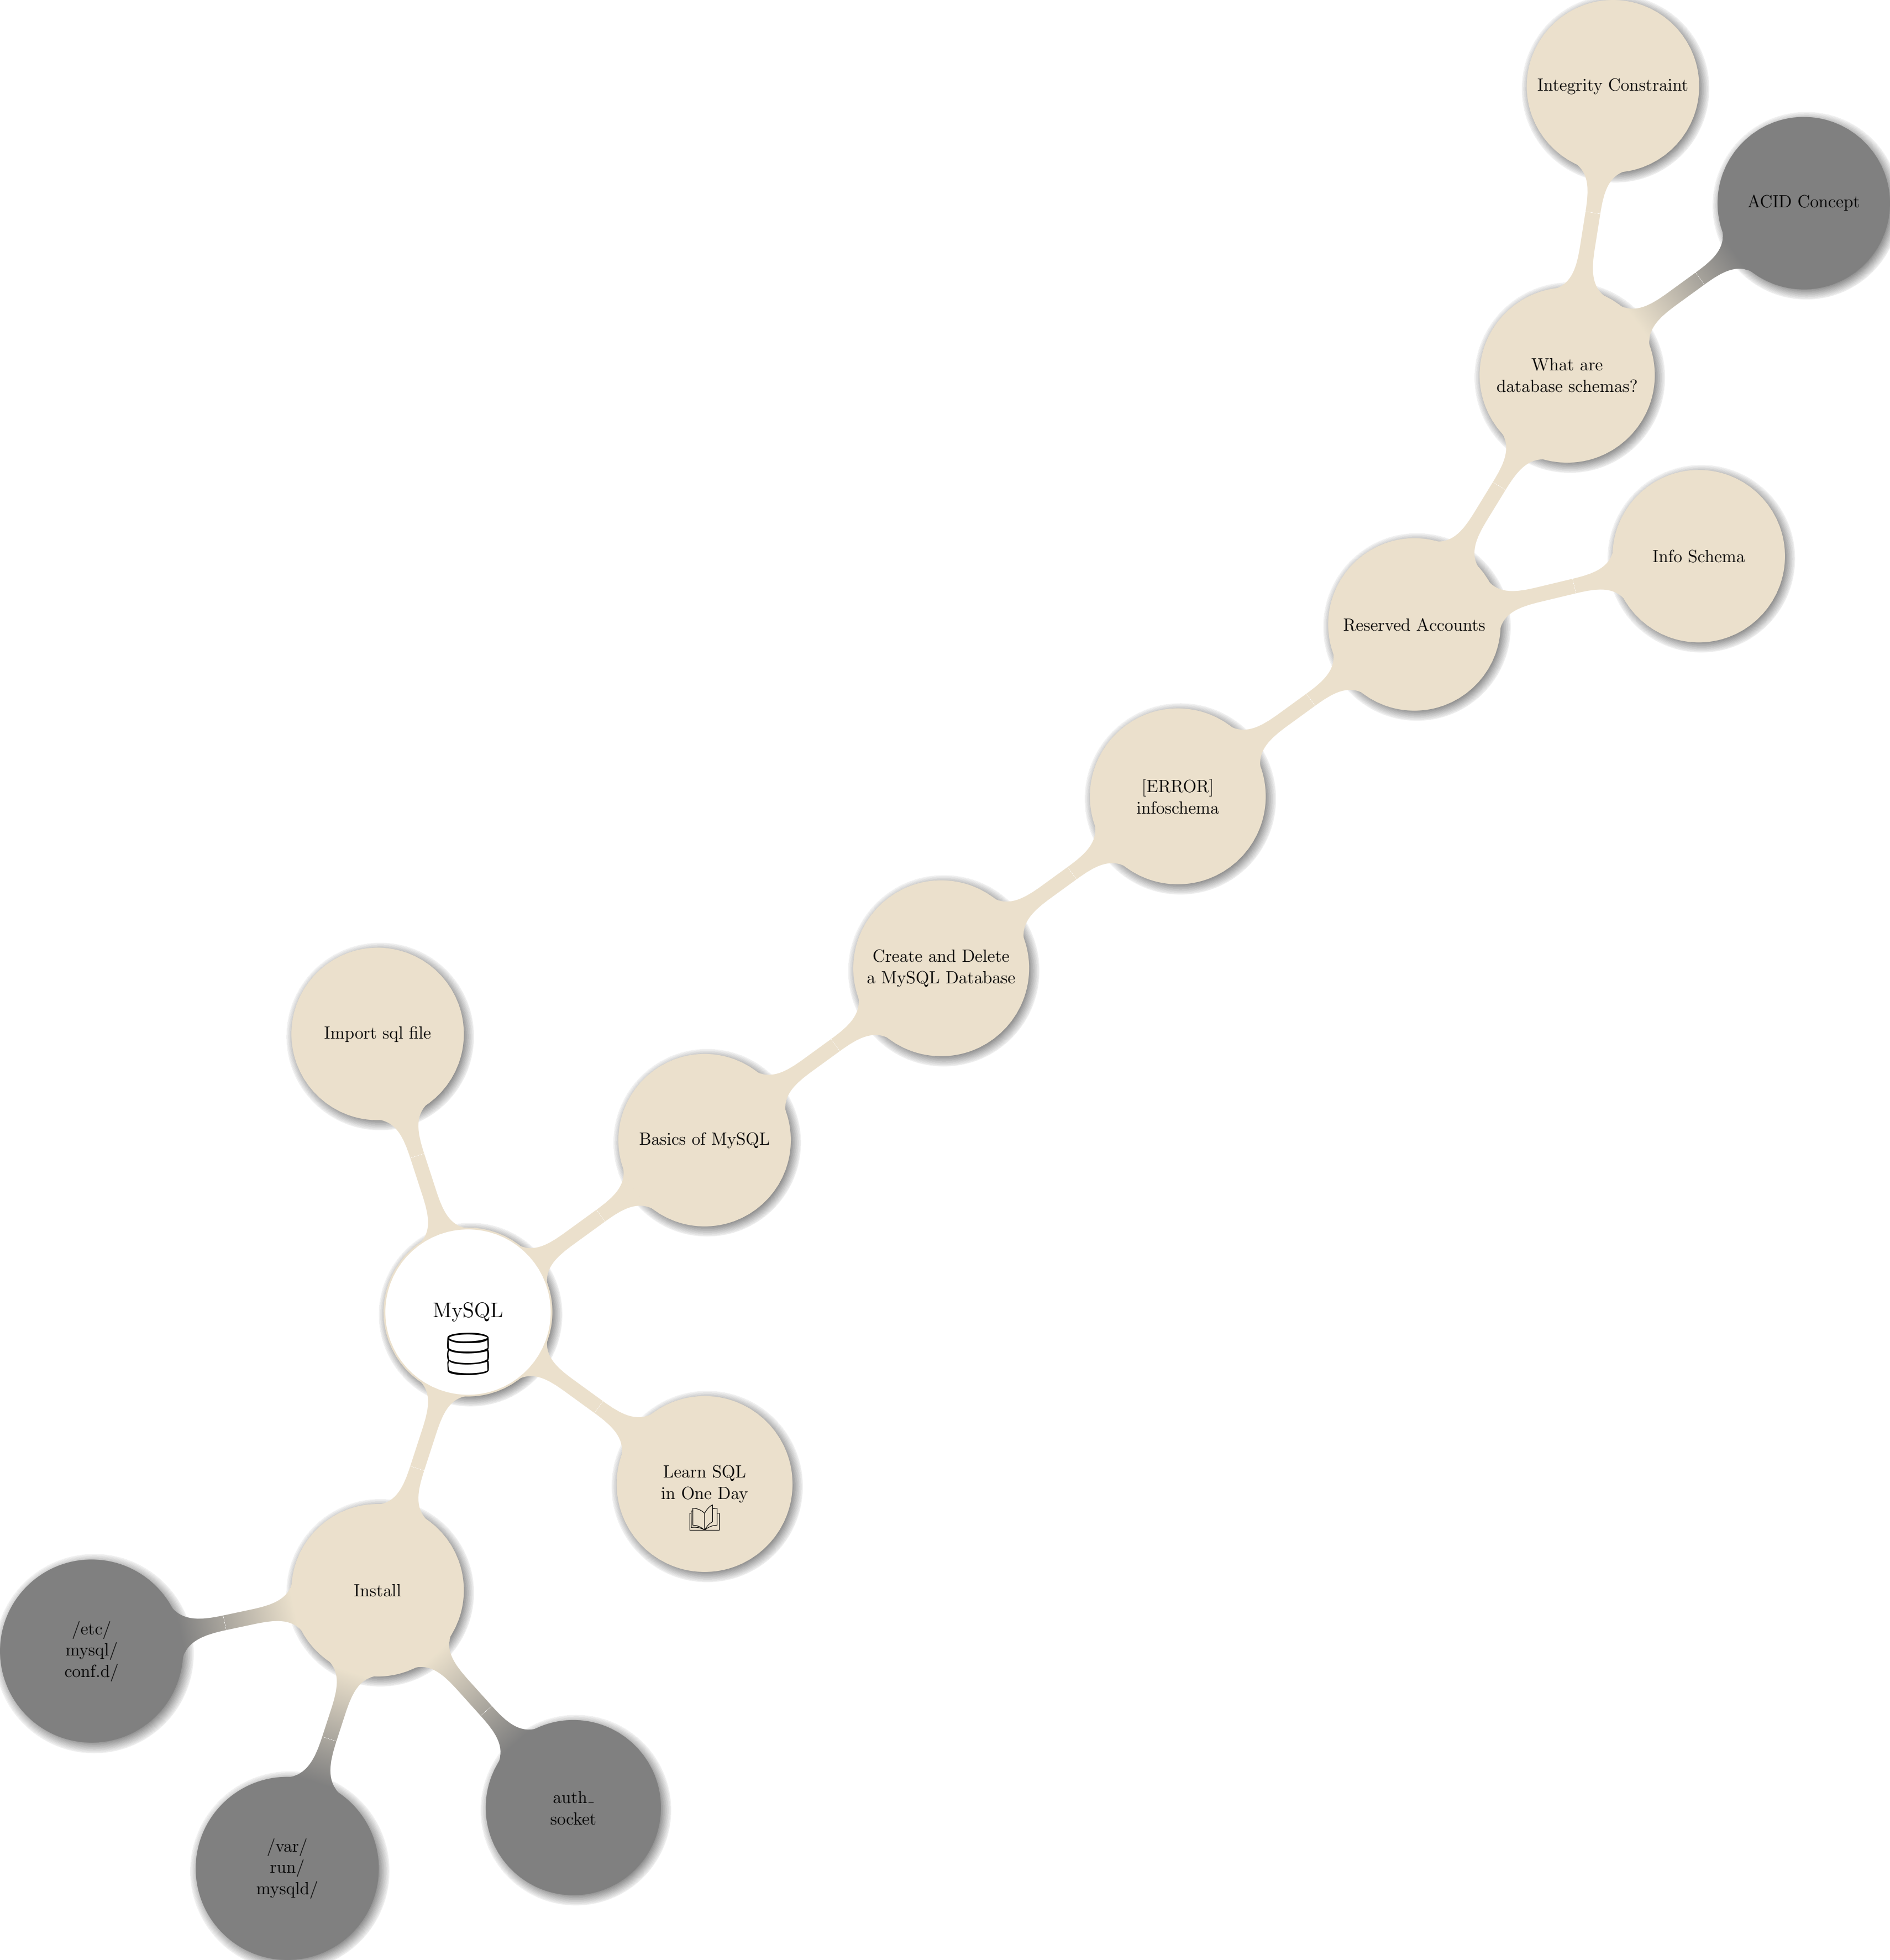 Integrity Constraint
ACID Concept
What are
database schemas?
Info Schema
Reserved Accounts
[ERROR]
infoschema
Create and Delete
a MySQL Database
Import sql file
Basics of MySQL
MySQL
Learn SQL
in One Day
Install
/etc/
mysql/
conf.d/
auth_
socket
/var/
run/
mysqld/